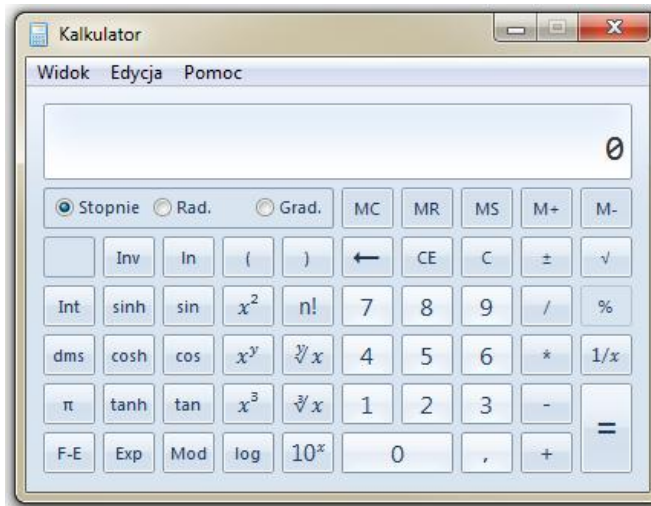 Kalkulator
Widok Edycja Pomoc
0
Stopnie Rad. Grad. MC MR MS M+ M-
Inv In ( ) ← CE C ± √
Int sinh sin x² n! 7 8 9 / %
dms cosh cos xʸ ʸ√x 4 5 6 * 1/x
π tanh tan x³ ³√x 1 2 3 - =
F-E Exp Mod log 10ˣ 0 , +